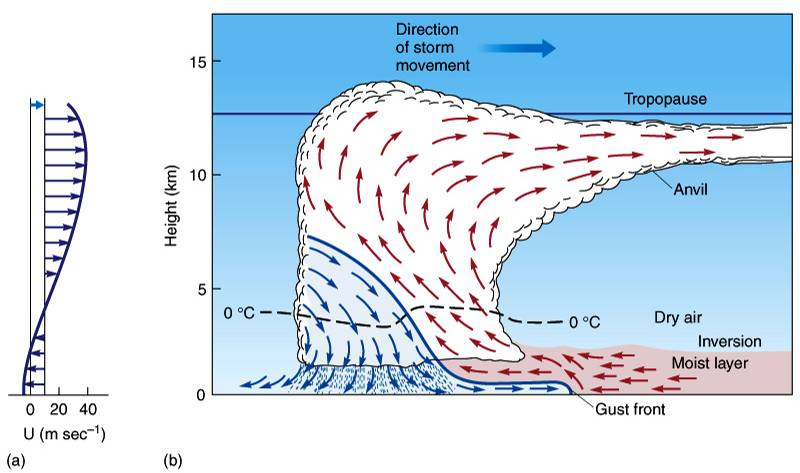 Direction
of storm
movement
15
Tropopause
10
Height (km)
Anvil
5
0 °C
0 °C
Dry air
Inversion
Moist layer
0
Gust front
0 20 40
U (m sec⁻¹)
(a)
(b)